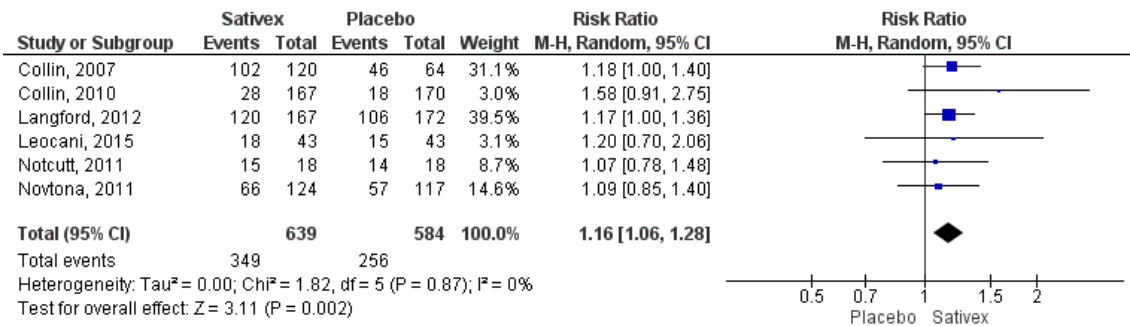 Sativex Placebo Risk Ratio Risk Ratio
Study or Subgroup Events Total Events Total Weight M-H, Random, 95% CI M-H, Random, 95% CI
Collin, 2007 102 120 46 64 31.1% 1.18 [1.00, 1.40]
Collin, 2010 28 167 18 170 3.0% 1.58 [0.91, 2.75]
Langford, 2012 120 167 106 172 39.5% 1.17 [1.00, 1.36]
Leocani, 2015 18 43 15 43 3.1% 1.20 [0.70, 2.06]
Notcutt, 2011 15 18 14 18 8.7% 1.07 [0.78, 1.48]
Novtona, 2011 66 124 57 117 14.6% 1.09 [0.85, 1.40]
Total (95% CI) 639 584 100.0% 1.16 [1.06, 1.28]
Total events 349 256
Heterogeneity: Tau² = 0.00; Chi² = 1.82, df = 5 (P = 0.87); I² = 0%
Test for overall effect: Z = 3.11 (P = 0.002)
0.5 0.7 1 1.5 2
Placebo Sativex